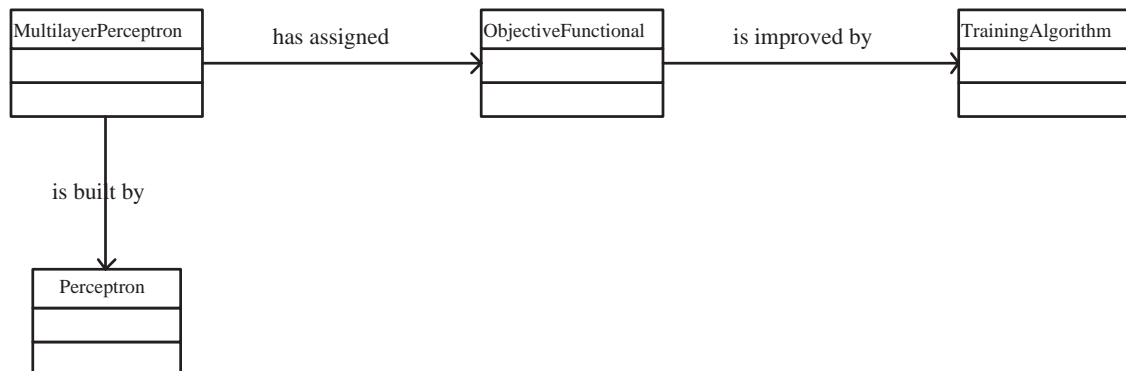 MultilayerPerceptron
has assigned
ObjectiveFunctional
is improved by
TrainingAlgorithm
is built by
Perceptron